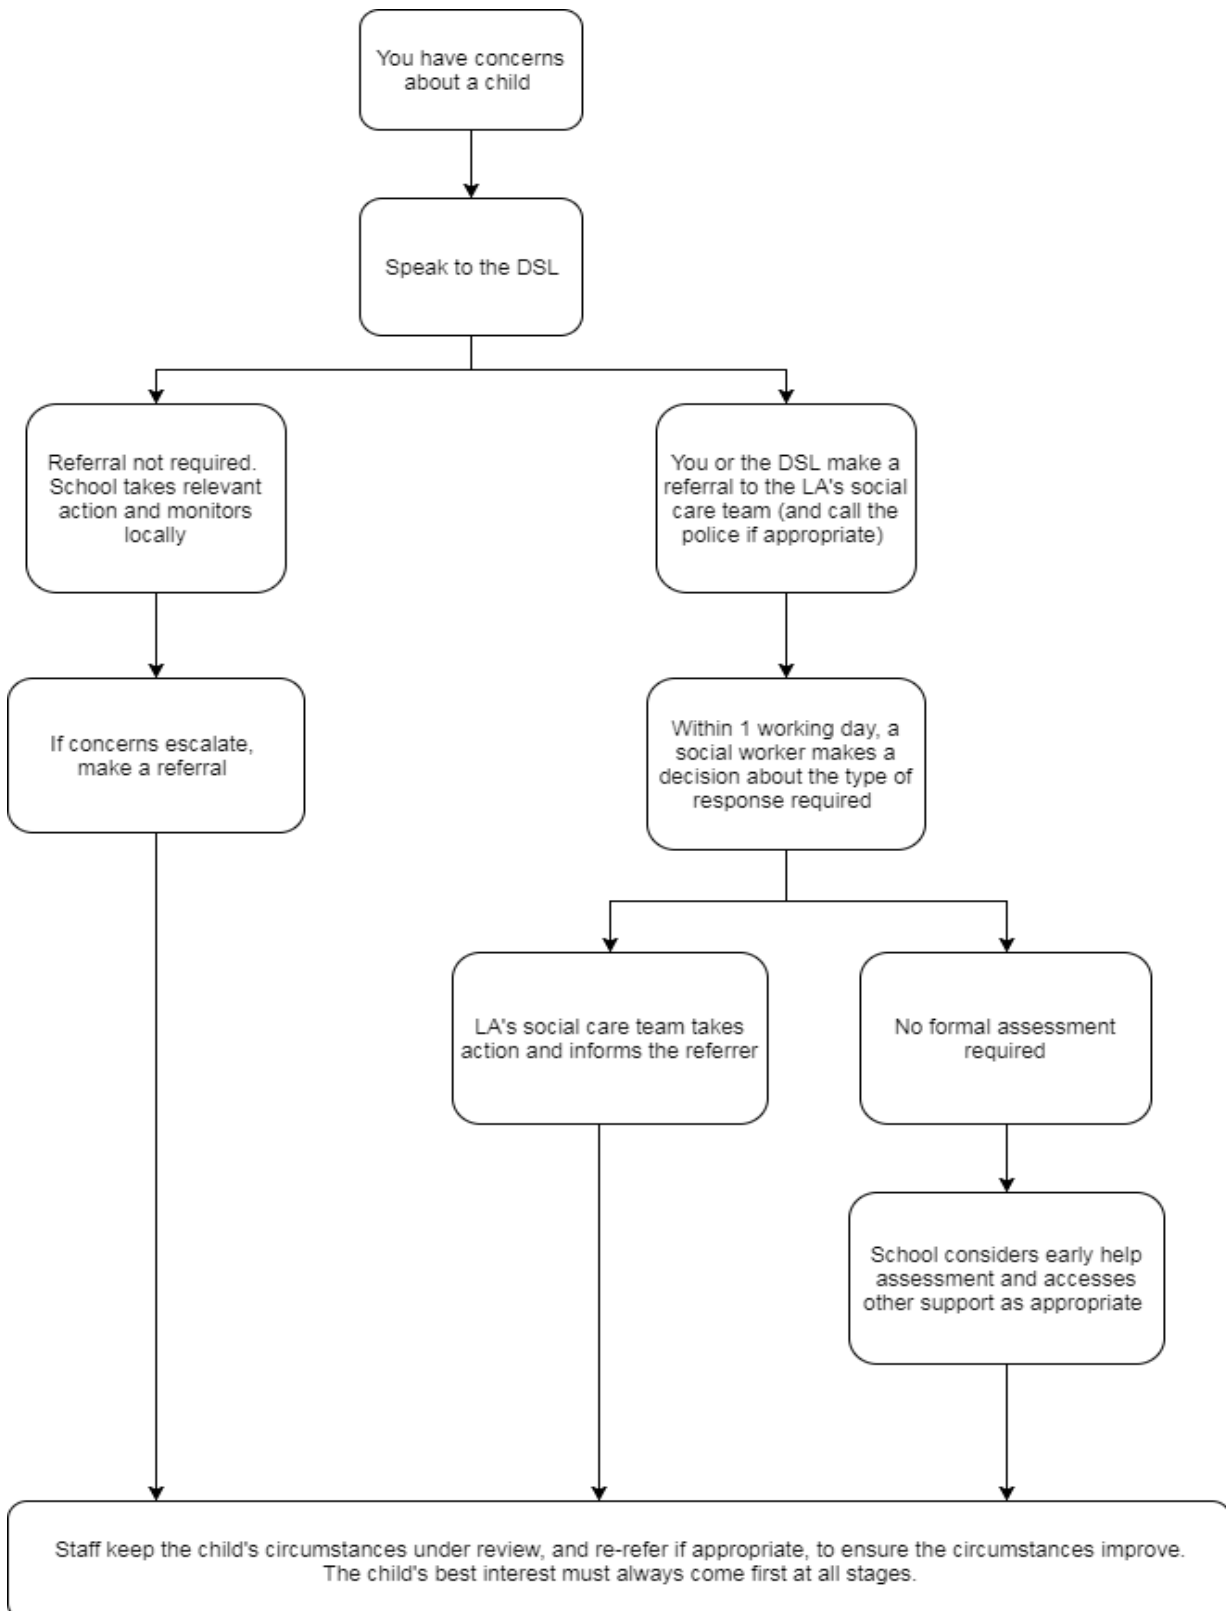 You have concerns
about a child
Speak to the DSL
Referral not required.
School takes relevant
action and monitors
locally
You or the DSL make a
referral to the LA's social
care team (and call the
police if appropriate)
If concerns escalate,
make a referral
Within 1 working day, a
social worker makes a
decision about the type of
response required
LA's social care team takes
action and informs the referrer
No formal assessment
required
School considers early help
assessment and accesses
other support as appropriate
Staff keep the child's circumstances under review, and re-refer if appropriate, to ensure the circumstances improve.
The child's best interest must always come first at all stages.